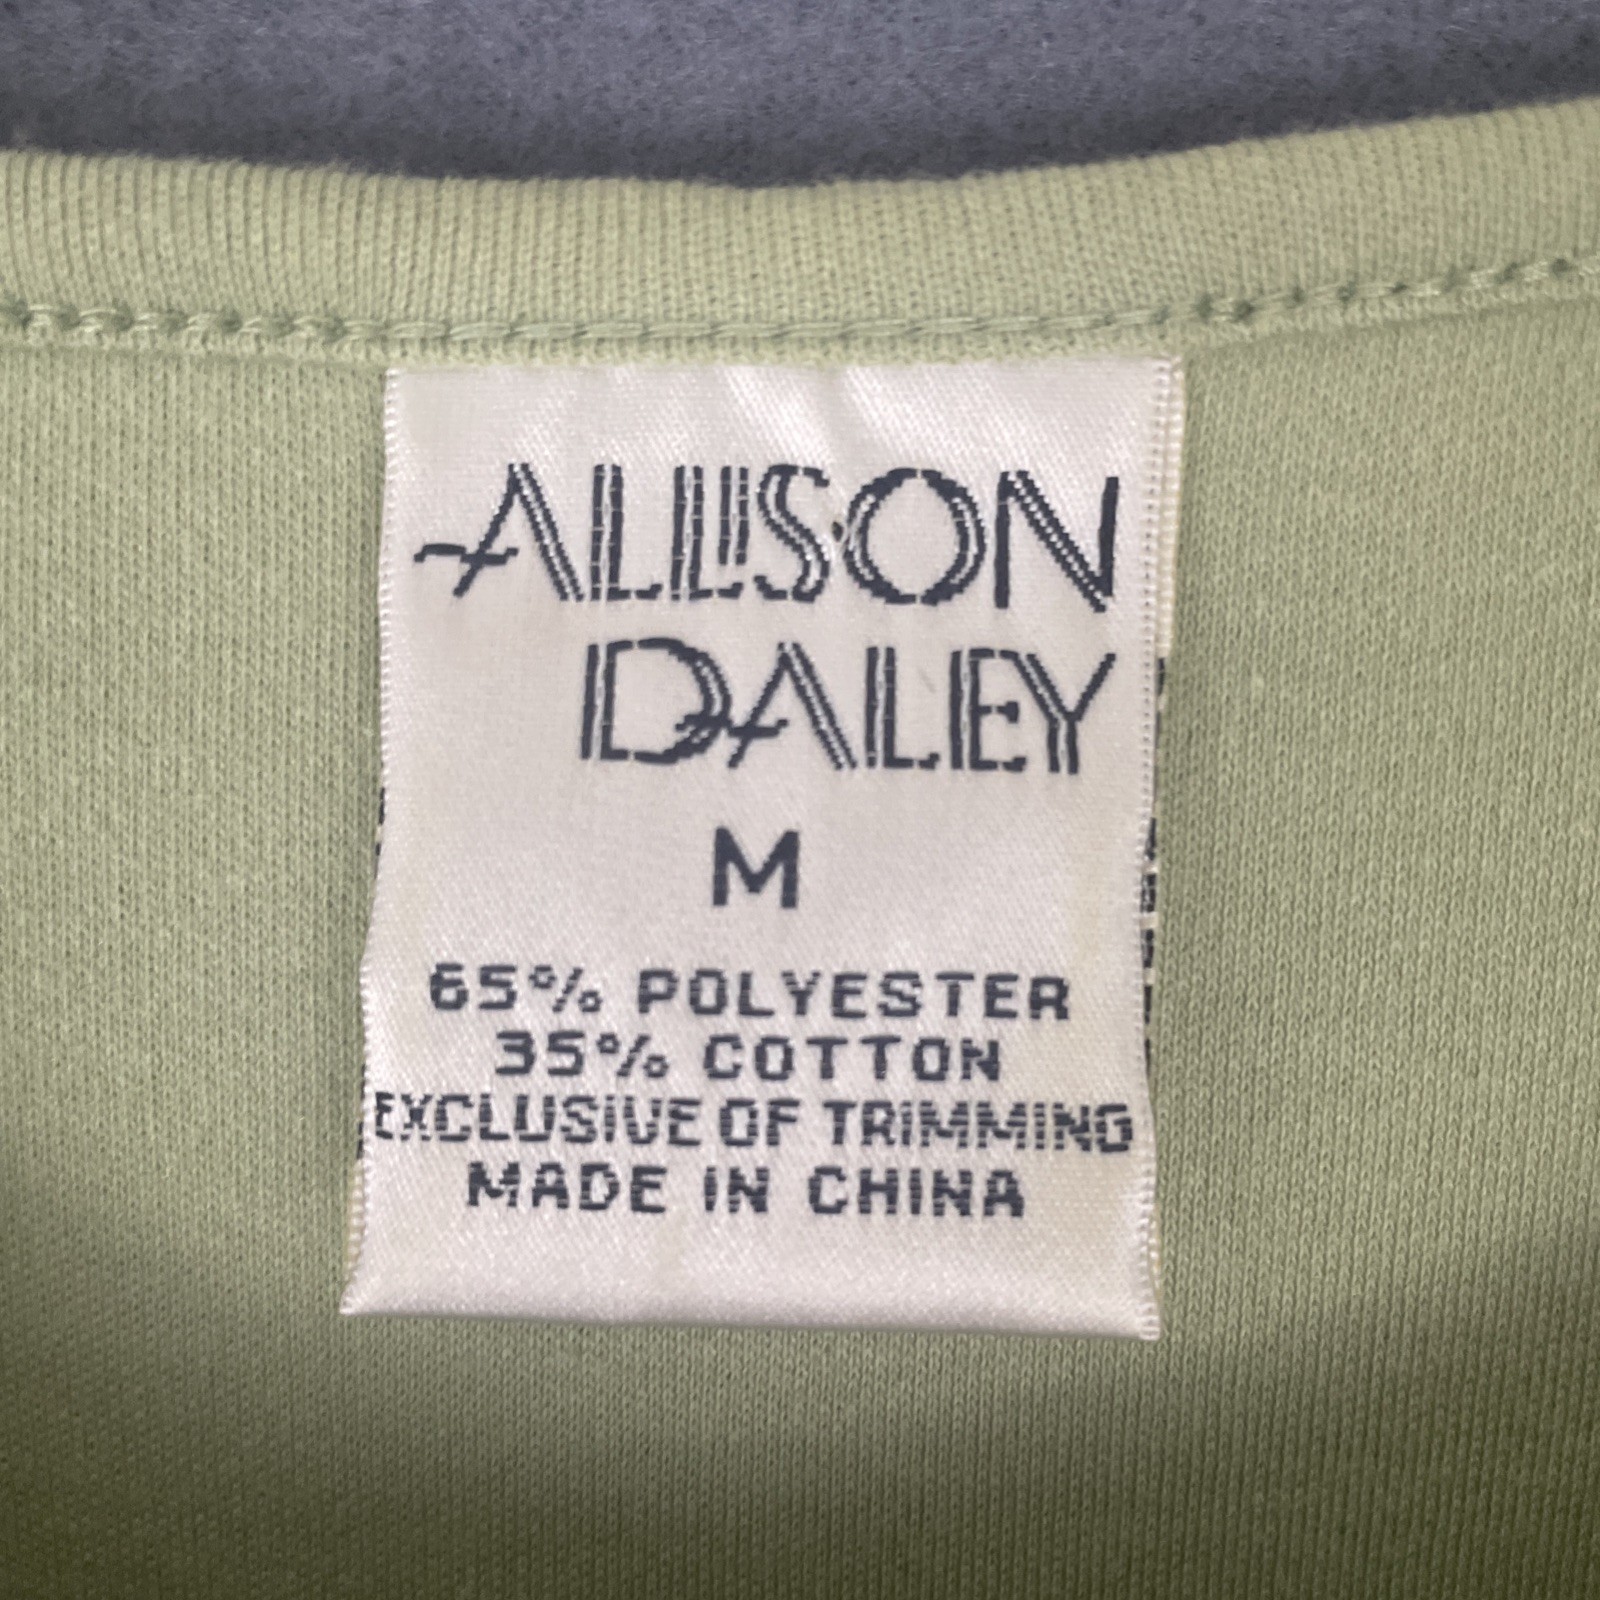 ALLISON
DALEY
M
65% POLYESTER
35% COTTON
EXCLUSIVE OF TRIMMING
MADE IN CHINA